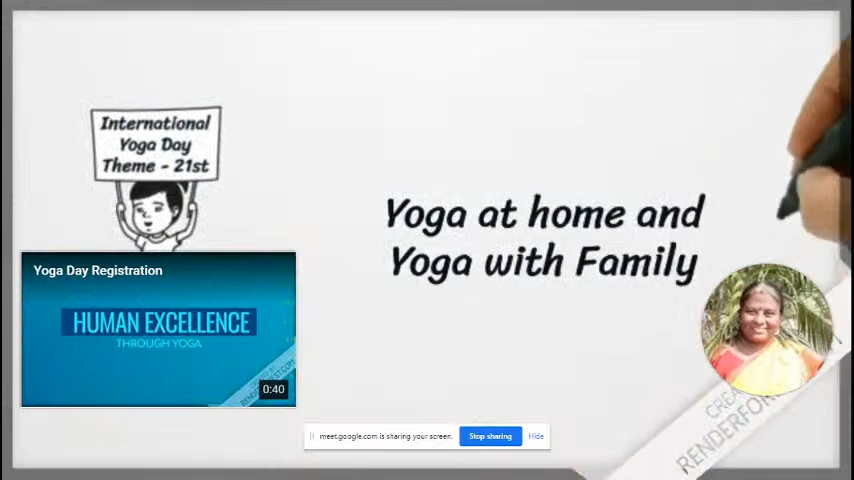 International
Yoga Day
Theme - 21st
Yoga at home and
Yoga with Family
Yoga Day Registration
HUMAN EXCELLENCE
THROUGH YOGA
0:40
meet.google.com is sharing your screen.
Stop sharing
Hide